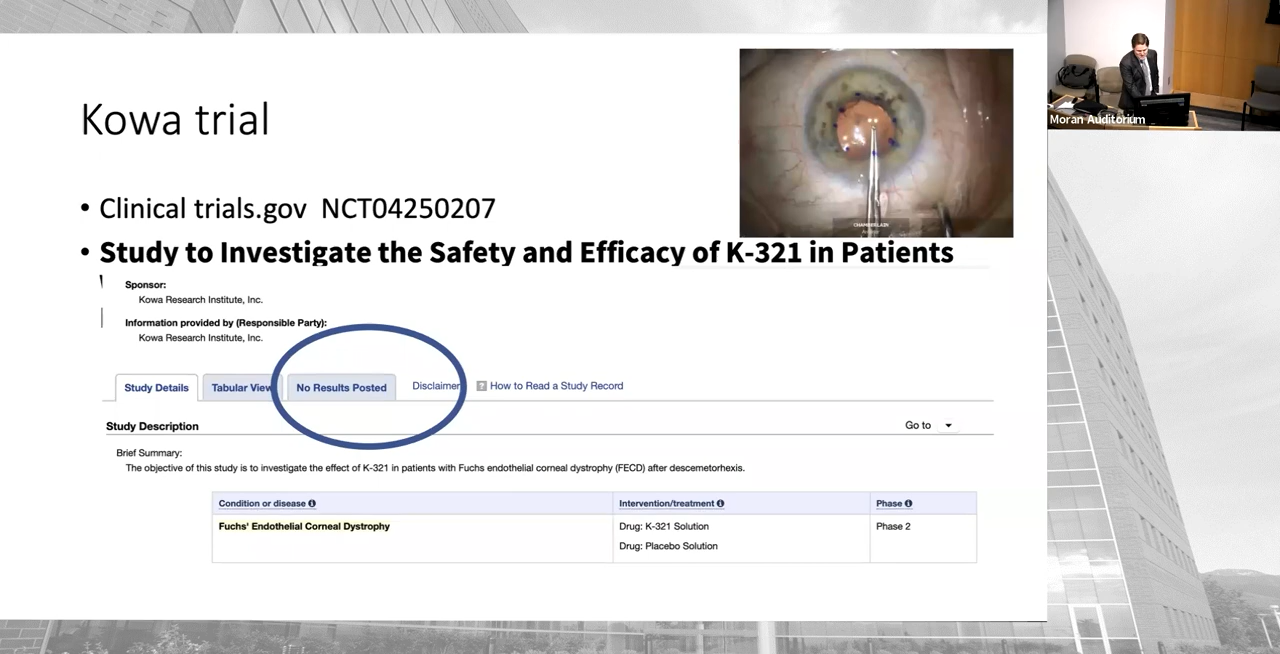 Kowa trial
• Clinical trials.gov NCT04250207
• Study to Investigate the Safety and Efficacy of K-321 in Patients
Sponsor:
Kowa Research Institute, Inc.
Information provided by (Responsible Party):
Kowa Research Institute, Inc.
Study Details Tabular View No Results Posted Disclaimer ? How to Read a Study Record
Study Description Go to
Brief Summary:
The objective of this study is to investigate the effect of K-321 in patients with Fuchs endothelial corneal dystrophy (FECD) after descemetorhexis.
Condition or disease Intervention/treatment Phase
Fuchs' Endothelial Corneal Dystrophy Drug: K-321 Solution Phase 2
Drug: Placebo Solution
CHAMBERLAIN
Moran Auditorium